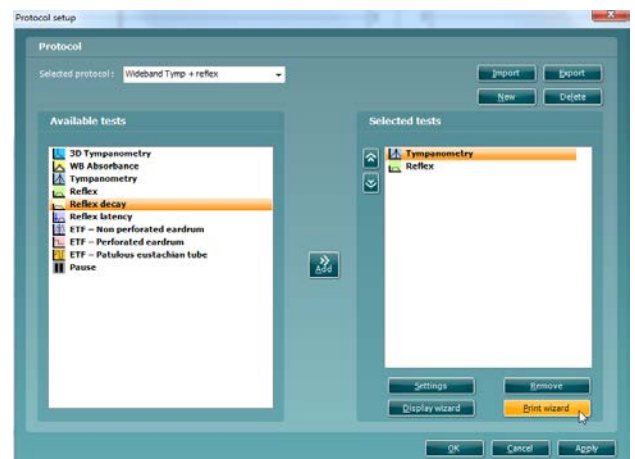 Protocol setup
Protocol
Selected protocol : Wideband Tymp + reflex
Import Export
New Delete
Available tests
3D Tympanometry
WB Absorbance
Tympanometry
Reflex
Reflex decay
Reflex latency
ETF – Non perforated eardrum
ETF – Perforated eardrum
ETF – Patulous eustachian tube
Pause
Add
Selected tests
Tympanometry
Reflex
Settings Remove
Display wizard Print wizard
OK Cancel Apply